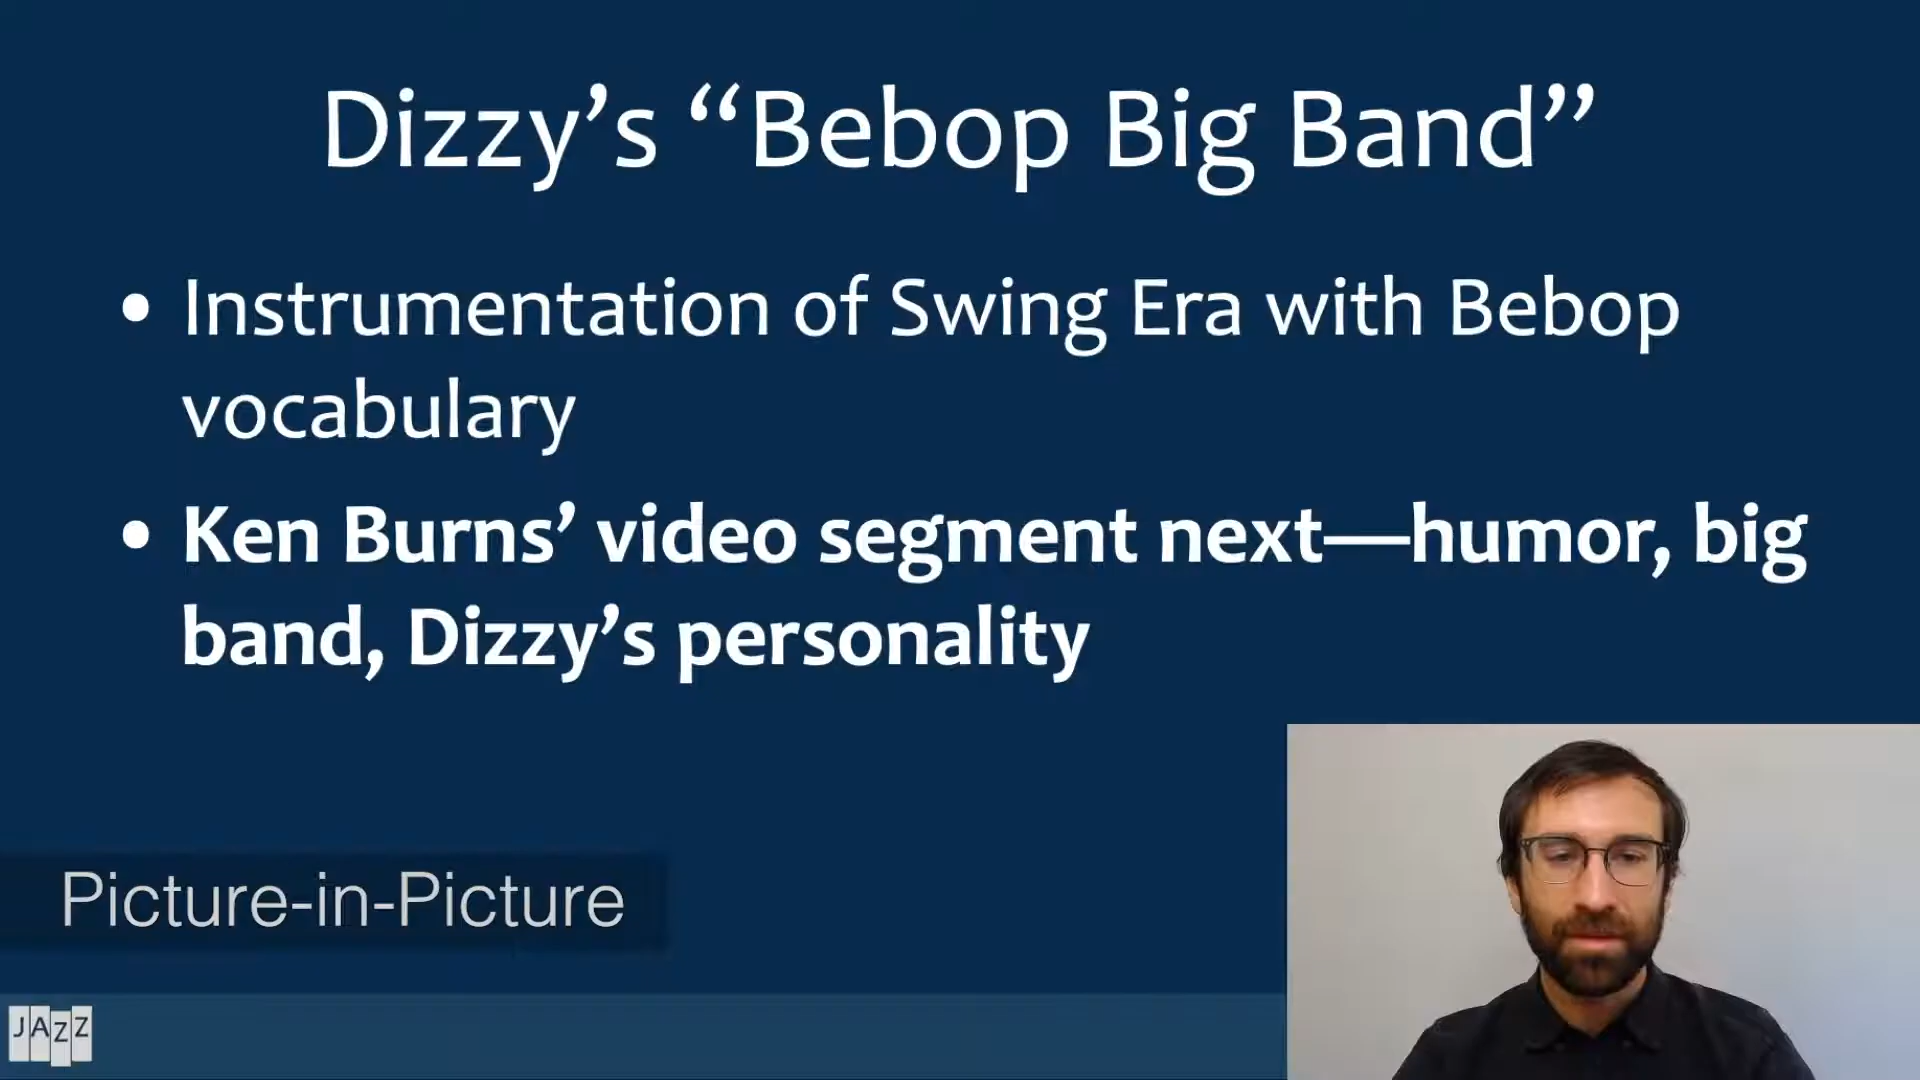 Dizzy’s “Bebop Big Band”
• Instrumentation of Swing Era with Bebop
vocabulary
• Ken Burns’ video segment next—humor, big
band, Dizzy’s personality
Picture-in-Picture
JAZZ